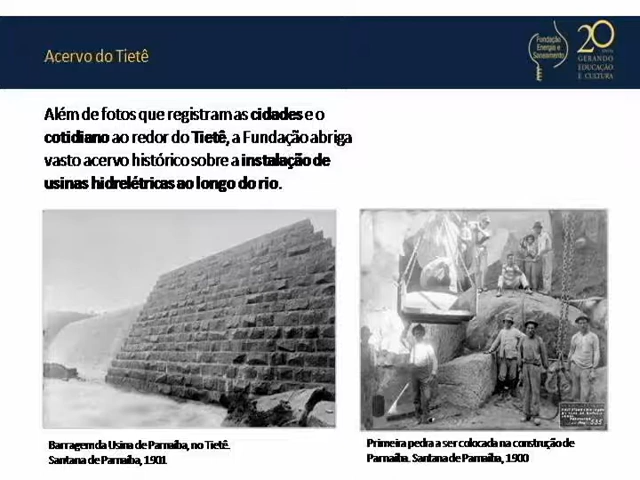 Acervo do Tietê
Fundação
Energia e
Saneamento
20
GERANDO
EDUCAÇÃO
E CULTURA
Além de fotos que registram as cidades e o
cotidiano ao redor do Tietê, a Fundação abriga
vasto acervo histórico sobre a instalação de
usinas hidrelétricas ao longo do rio.
Barragem da Usina de Parnaíba, no Tietê.
Santana de Parnaíba, 1901
Primeira pedra a ser colocada na construção de
Parnaíba. Santana de Parnaíba, 1900